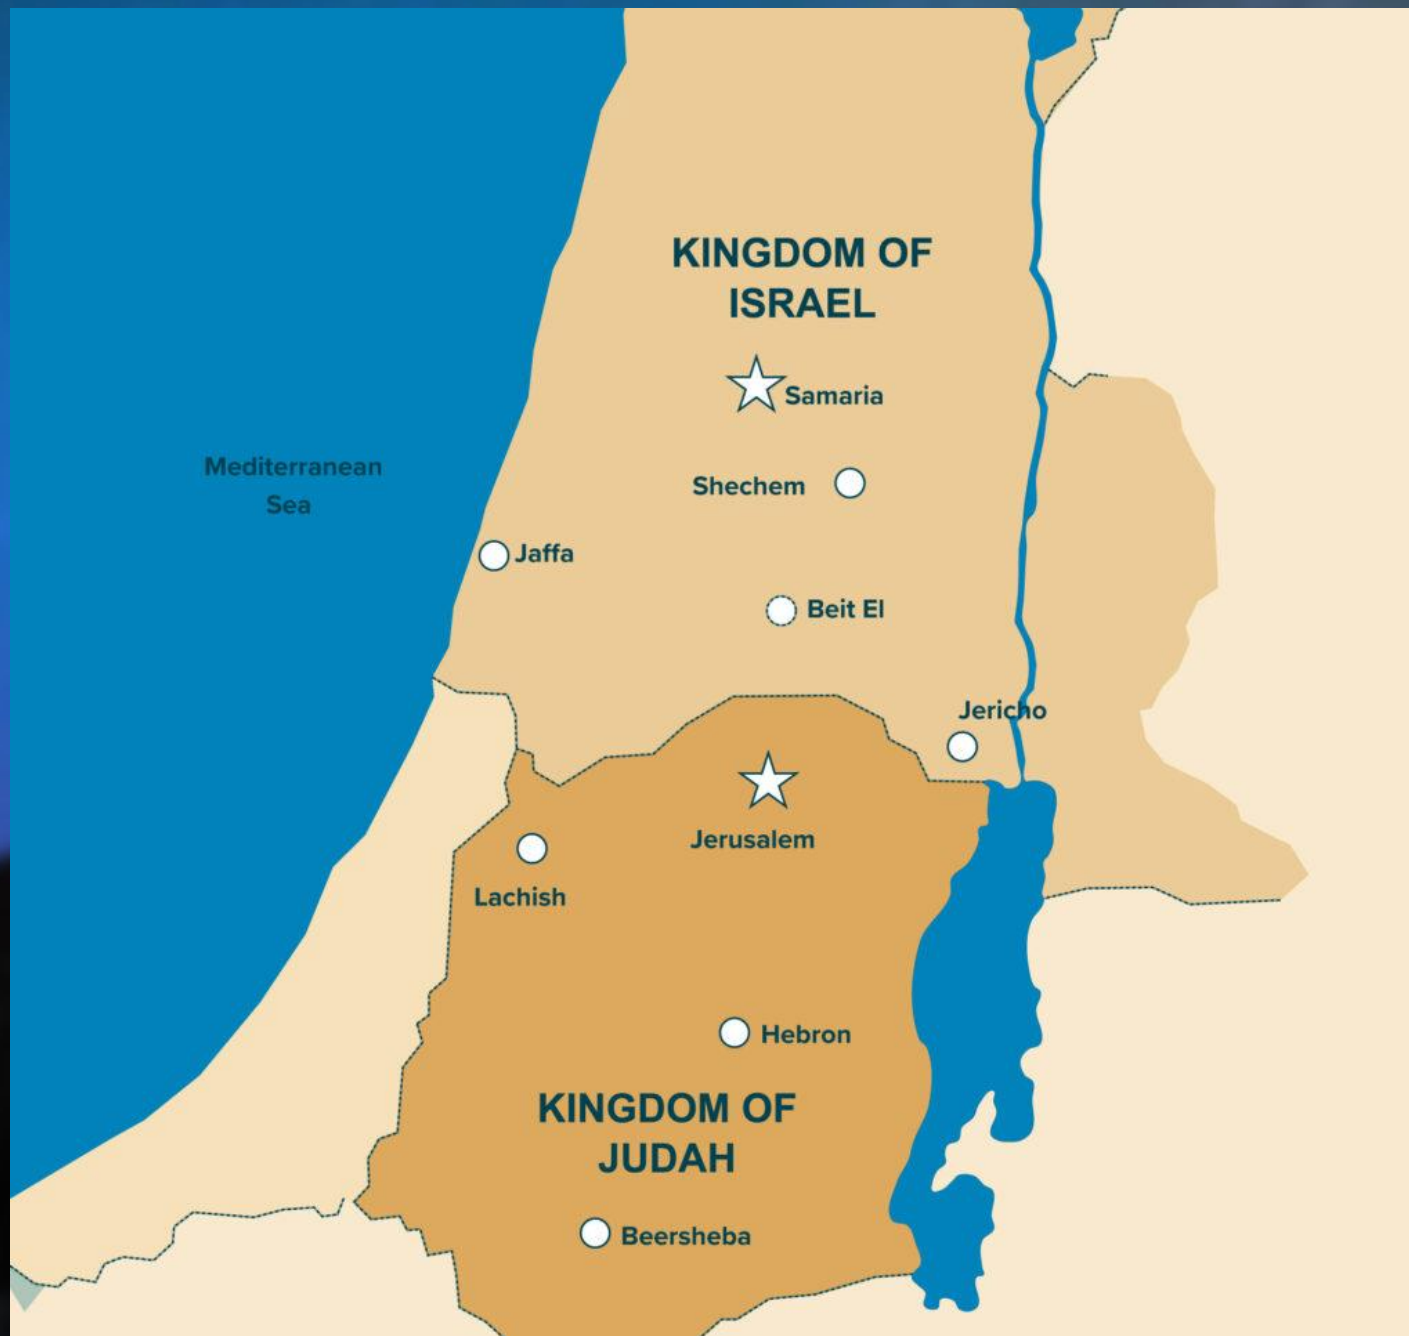 KINGDOM OF
ISRAEL
Samaria
Mediterranean
Sea
Shechem
Jaffa
Beit El
Jericho
Jerusalem
Lachish
Hebron
KINGDOM OF
JUDAH
Beersheba